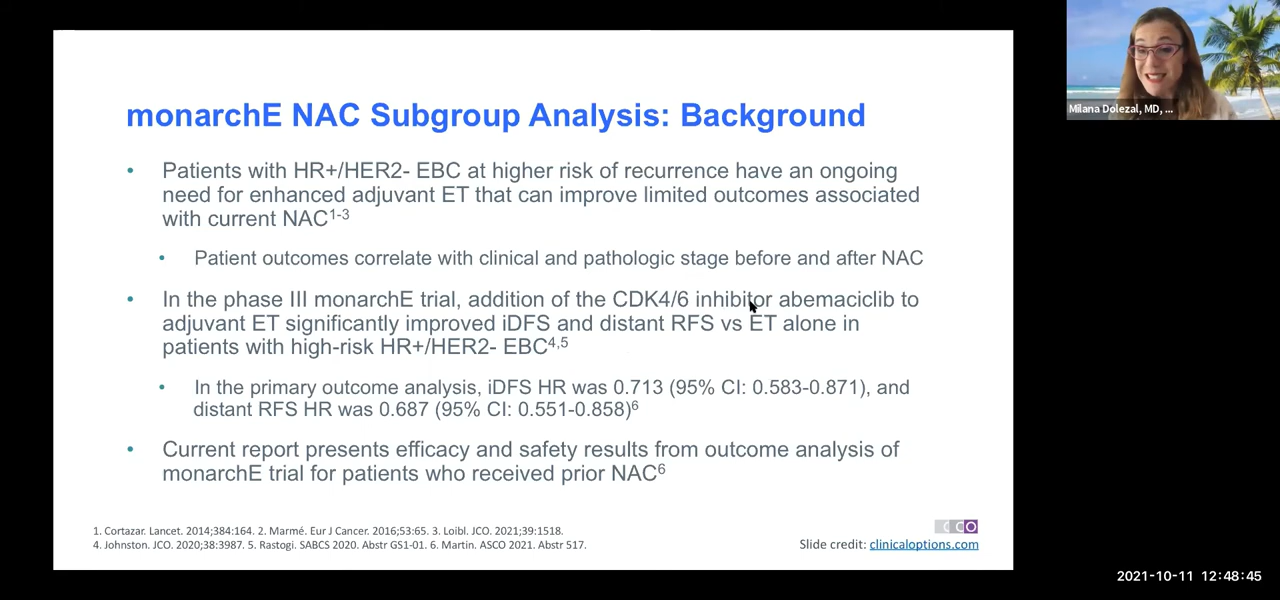 monarchE NAC Subgroup Analysis: Background
• Patients with HR+/HER2- EBC at higher risk of recurrence have an ongoing
need for enhanced adjuvant ET that can improve limited outcomes associated
with current NAC1-3
• Patient outcomes correlate with clinical and pathologic stage before and after NAC
• In the phase III monarchE trial, addition of the CDK4/6 inhibitor abemaciclib to
adjuvant ET significantly improved iDFS and distant RFS vs ET alone in
patients with high-risk HR+/HER2- EBC4,5
• In the primary outcome analysis, iDFS HR was 0.713 (95% CI: 0.583-0.871), and
distant RFS HR was 0.687 (95% CI: 0.551-0.858)6
• Current report presents efficacy and safety results from outcome analysis of
monarchE trial for patients who received prior NAC6
1. Cortazar. Lancet. 2014;384:164. 2. Marmé. Eur J Cancer. 2016;53:65. 3. Loibl. JCO. 2021;39:1518.
4. Johnston. JCO. 2020;38:3987. 5. Rastogi. SABCS 2020. Abstr GS1-01. 6. Martin. ASCO 2021. Abstr 517.
CCO
Slide credit: clinicaloptions.com
Milana Dolezal, MD, ...
2021-10-11 12:48:45